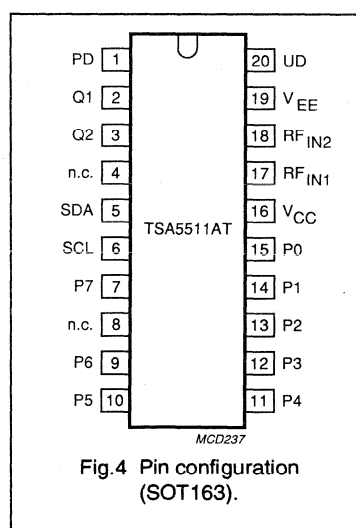 PD 1 20 UD
Q1 2 19 VEE
Q2 3 18 RFIN2
n.c. 4 17 RFIN1
SDA 5 16 VCC
TSA5511AT
SCL 6 15 P0
P7 7 14 P1
n.c. 8 13 P2
P6 9 12 P3
P5 10 11 P4
MCD237
Fig.4 Pin configuration
(SOT163).